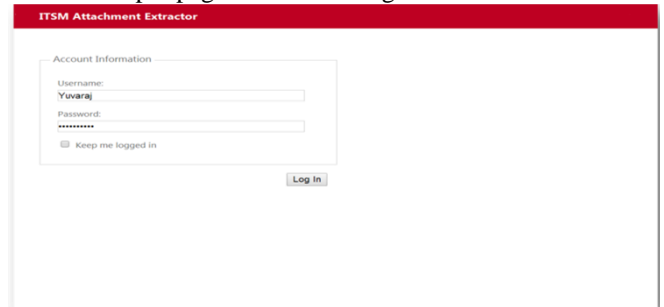 ITSM Attachment Extractor
Account Information
Username:
Yuvaraj
Password:
••••••••••
Keep me logged in
Log In